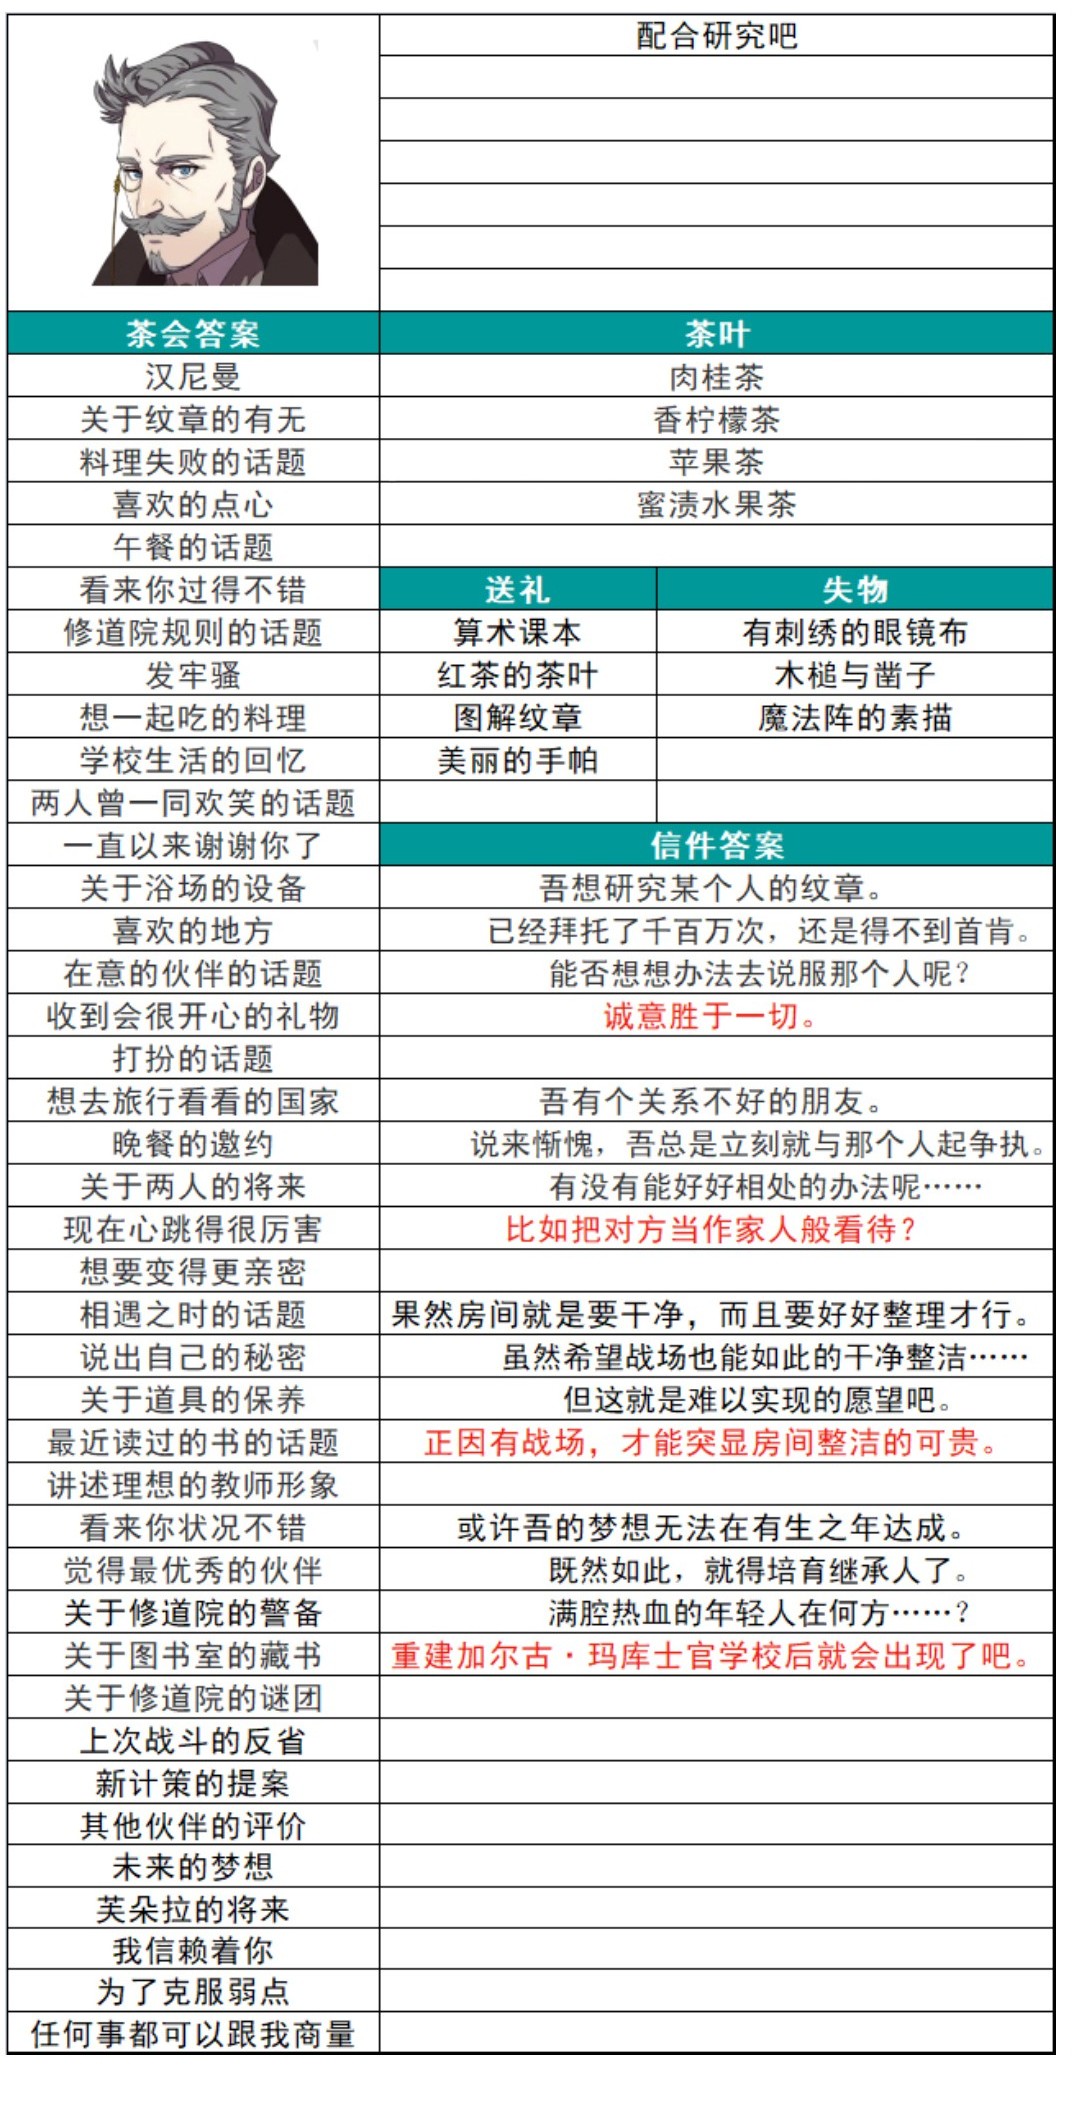 配合研究吧
茶会答案 茶叶
汉尼曼 肉桂茶
关于纹章的有无 香柠檬茶
料理失败的话题 苹果茶
喜欢的点心 蜜渍水果茶
午餐的话题
看来你过得不错 送礼 失物
修道院规则的话题 算术课本 有刺绣的眼镜布
发牢骚 红茶的茶叶 木槌与凿子
想一起吃的料理 图解纹章 魔法阵的素描
学校生活的回忆 美丽的手帕
两人曾一同欢笑的话题
一直以来谢谢你了 信件答案
关于浴场的设备 吾想研究某个人的纹章。
喜欢的地方 已经拜托了千百万次，还是得不到首肯。
在意的伙伴的话题 能否想想办法去说服那个人呢？
收到会很开心的礼物 诚意胜于一切。
打扮的话题
想去旅行看看的国家 吾有个关系不好的朋友。
晚餐的邀约 说来惭愧，吾总是立刻就与那个人起争执。
关于两人的将来 有没有能好好相处的办法呢……
现在心跳得很厉害 比如把对方当作家人般看待？
想要变得更亲密
相遇之时的话题 果然房间就是要干净，而且要好好整理才行。
说出自己的秘密 虽然希望战场也能如此的干净整洁……
关于道具的保养 但这就是难以实现的愿望吧。
最近读过的书的话题 正因有战场，才能突显房间整洁的可贵。
讲述理想的教师形象
看来你状况不错 或许吾的梦想无法在有生之年达成。
觉得最优秀的伙伴 既然如此，就得培育继承人了。
关于修道院的警备 满腔热血的年轻人在何方……？
关于图书室的藏书 重建加尔古·玛库士官学校后就会出现了吧。
关于修道院的谜团
上次战斗的反省
新计策的提案
其他伙伴的评价
未来的梦想
芙朵拉的将来
我信赖着你
为了克服弱点
任何事都可以跟我商量